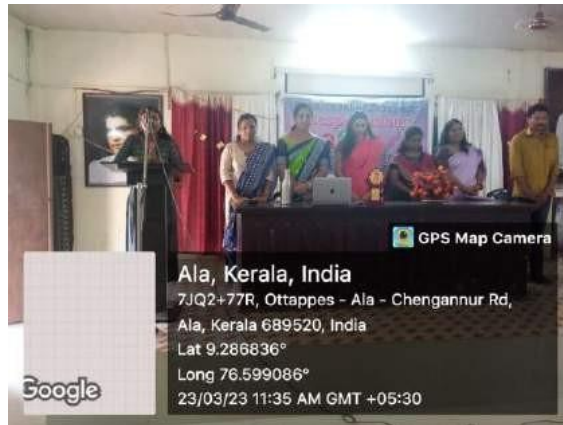 GPS Map Camera
Ala, Kerala, India
7JQ2+77R, Ottappes - Ala - Chengannur Rd,
Ala, Kerala 689520, India
Lat 9.286836°
Long 76.599086°
23/03/23 11:35 AM GMT +05:30
Google